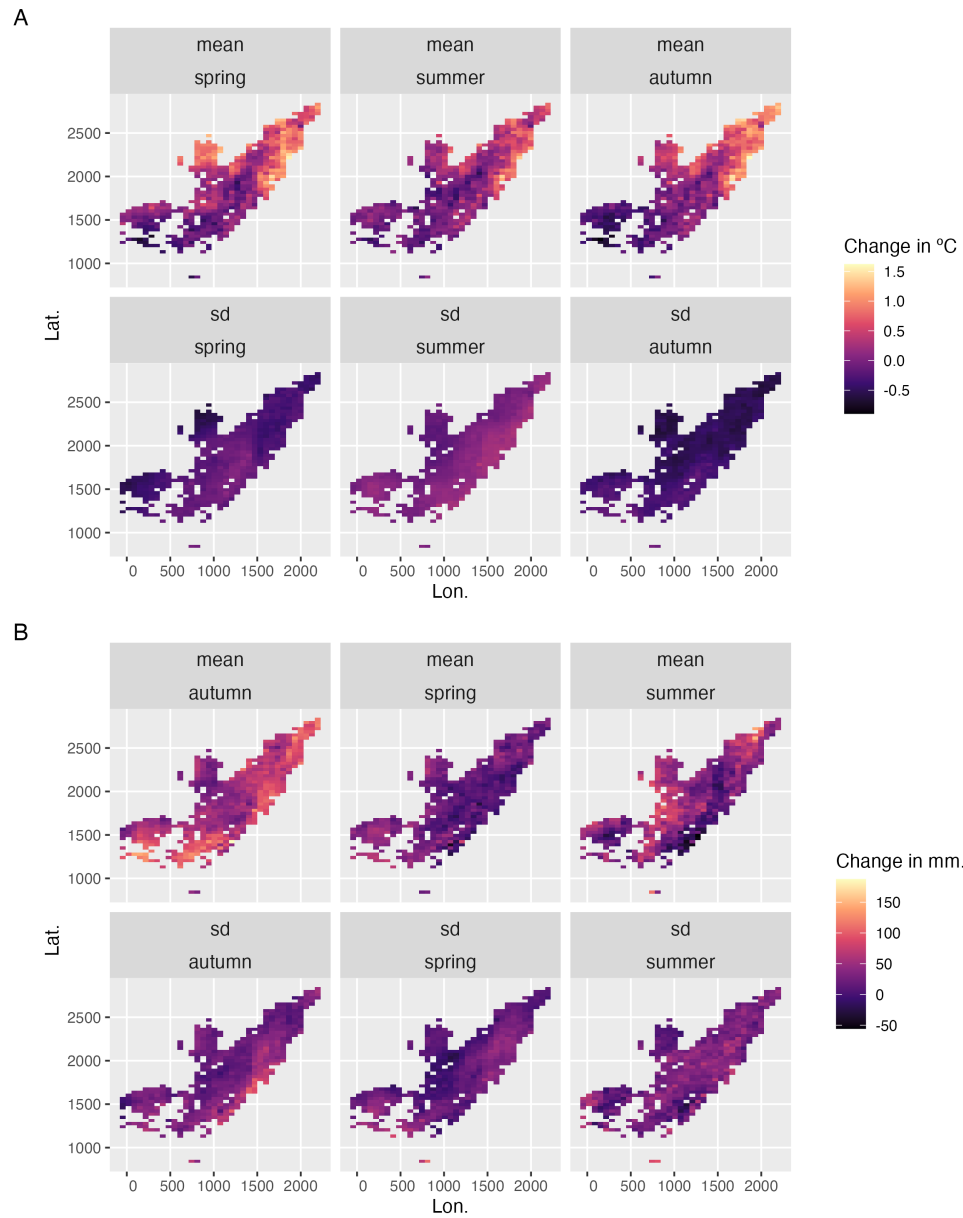 A
mean mean mean
spring summer autumn
2500
2000
1500
1000
sd sd sd
spring summer autumn
2500
2000
1500
1000
0 500 1000 1500 2000 0 500 1000 1500 2000 0 500 1000 1500 2000
Lon.
Lat.
Change in ºC
1.5
1.0
0.5
0.0
-0.5
B
mean mean mean
autumn spring summer
2500
2000
1500
1000
sd sd sd
autumn spring summer
2500
2000
1500
1000
0 500 1000 1500 2000 0 500 1000 1500 2000 0 500 1000 1500 2000
Lon.
Lat.
Change in mm.
150
100
50
0
-50